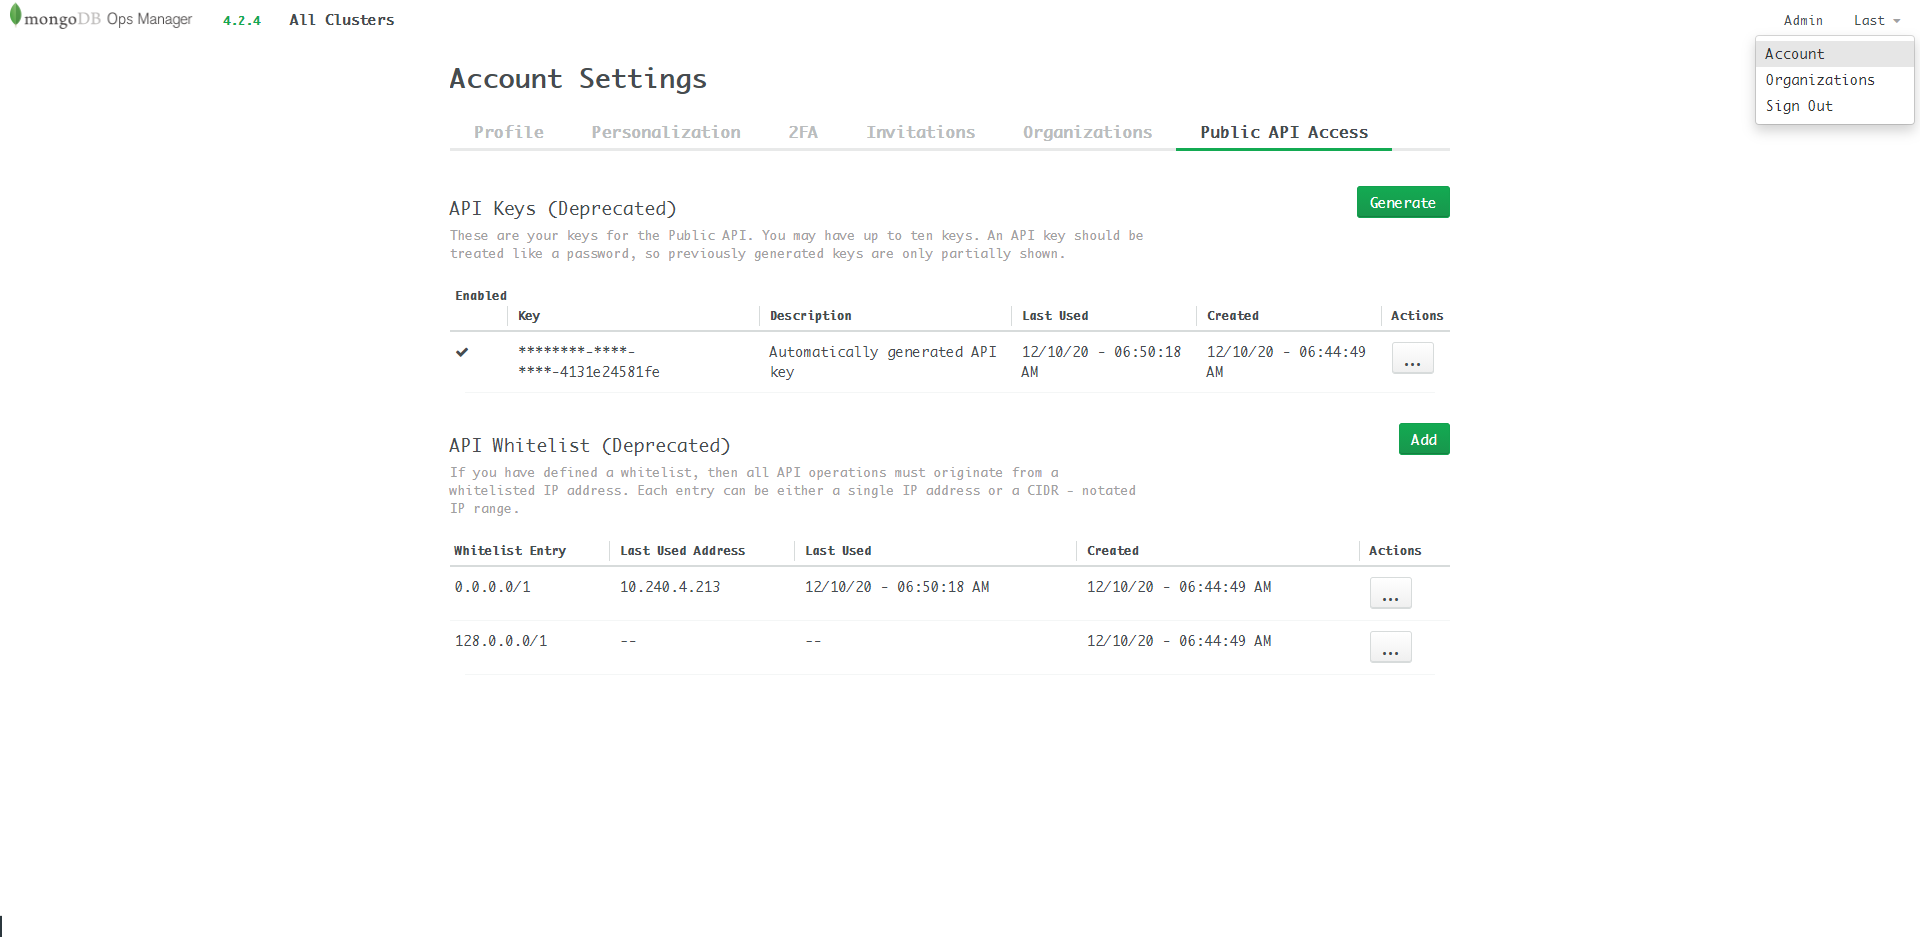 mongoDB Ops Manager 4.2.4 All Clusters Admin Last
Account
Organizations
Sign Out
Account Settings
Profile Personalization 2FA Invitations Organizations Public API Access
API Keys (Deprecated) Generate
These are your keys for the Public API. You may have up to ten keys. An API key should be
treated like a password, so previously generated keys are only partially shown.
Enabled
Key Description Last Used Created Actions
********-****- Automatically generated API 12/10/20 - 06:50:18 12/10/20 - 06:44:49 ...
****-4131e24581fe key AM AM
API Whitelist (Deprecated) Add
If you have defined a whitelist, then all API operations must originate from a
whitelisted IP address. Each entry can be either a single IP address or a CIDR - notated
IP range.
Whitelist Entry Last Used Address Last Used Created Actions
0.0.0.0/1 10.240.4.213 12/10/20 - 06:50:18 AM 12/10/20 - 06:44:49 AM ...
128.0.0.0/1 -- -- 12/10/20 - 06:44:49 AM ...